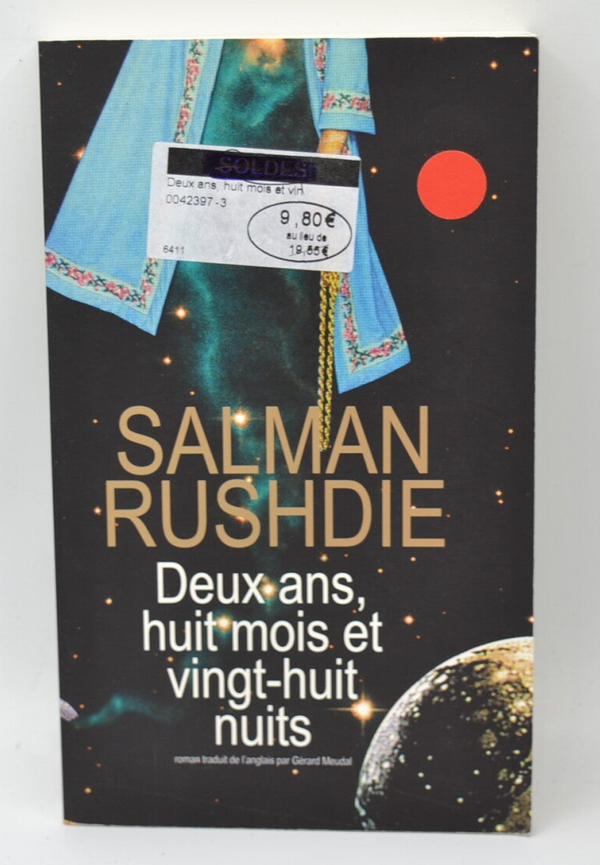 SOLDES
Deux ans, huit mois et vin
0042397-3
9,80€
au lieu de
19,55€
6411
SALMAN
RUSHDIE
Deux ans,
huit mois et
vingt-huit
nuits
roman traduit de l'anglais par Gérard Meudal